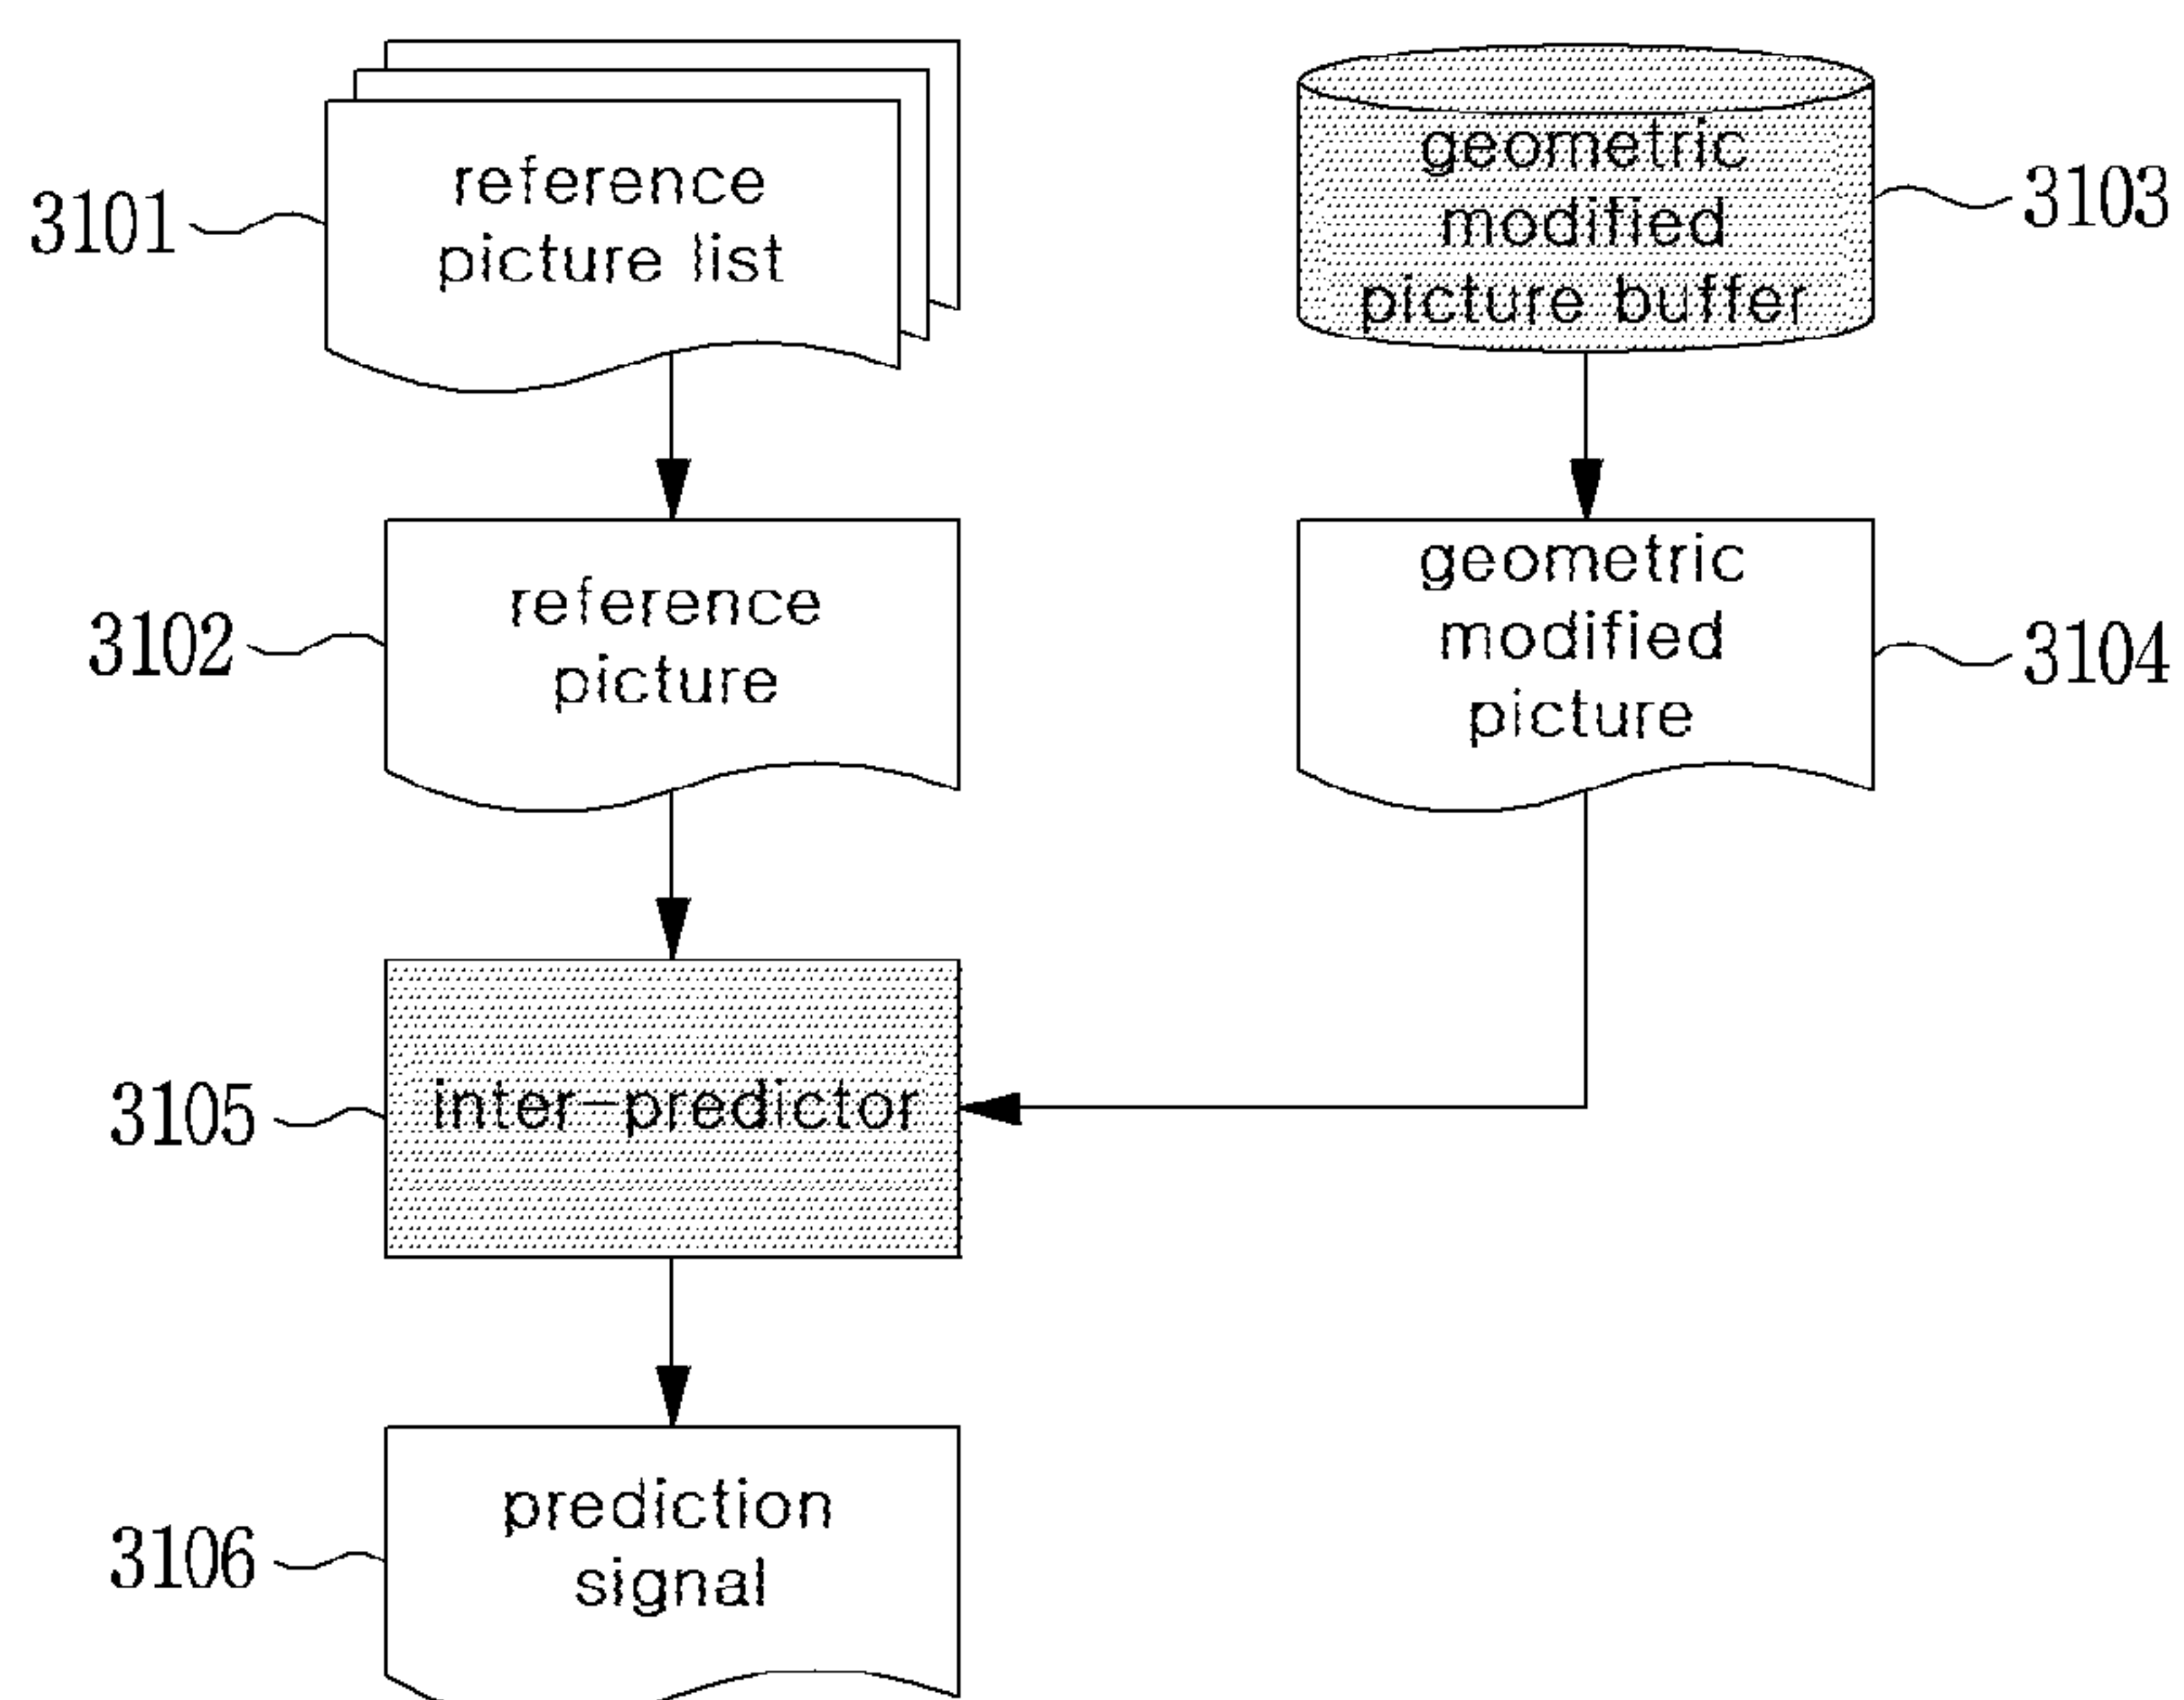 reference
picture list
3101
geometric
modified
picture buffer
3103
reference
picture
3102
geometric
modified
picture
3104
inter-predictor
3105
prediction
signal
3106